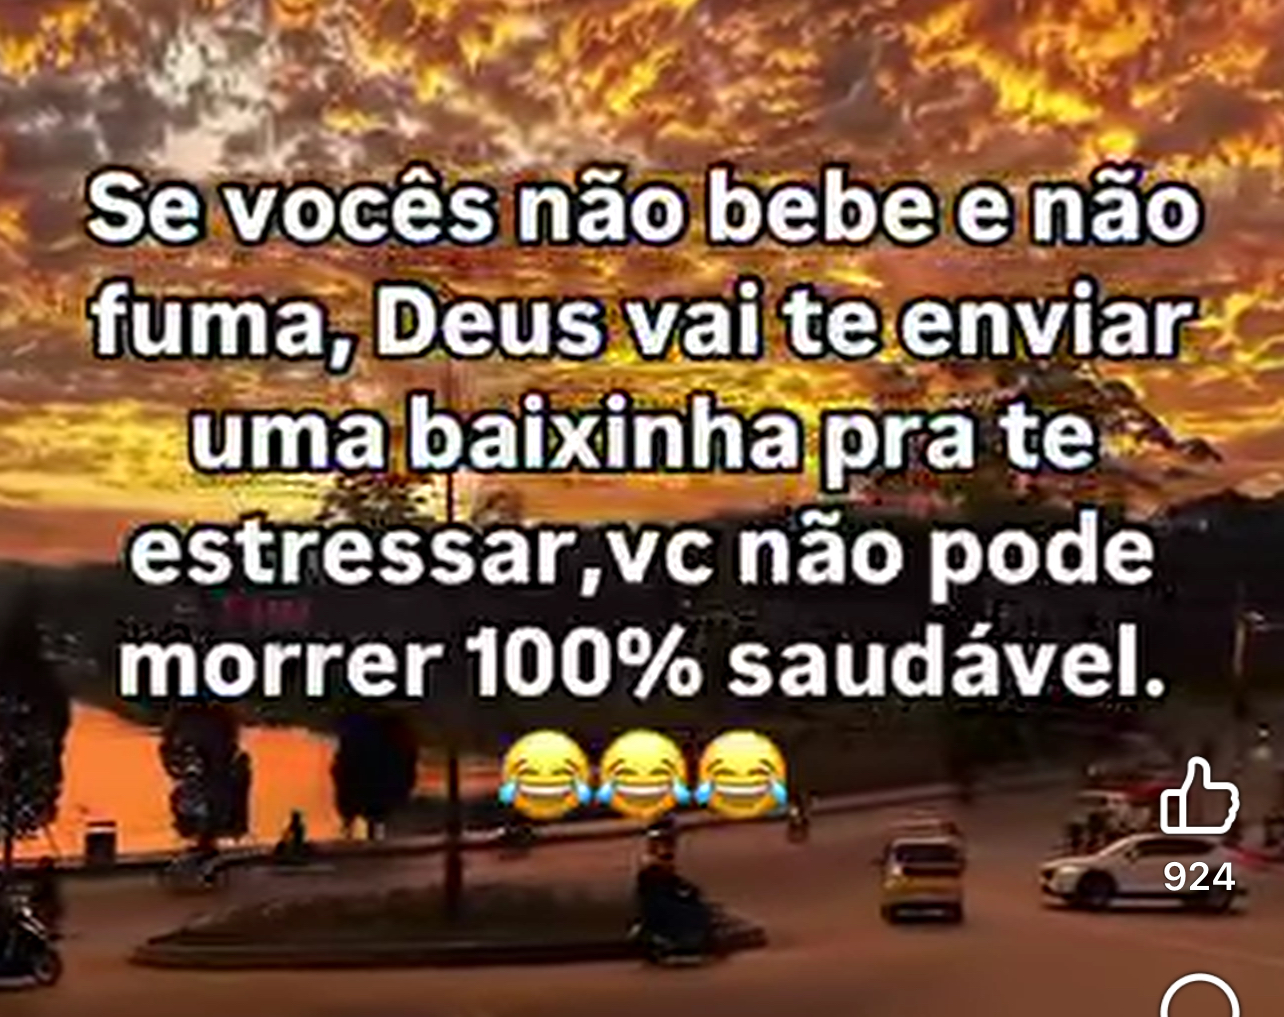 Se vocês não bebe e não
fuma, Deus vai te enviar
uma baixinha pra te
estressar,vc não pode
morrer 100% saudável.
😂😂😂
924